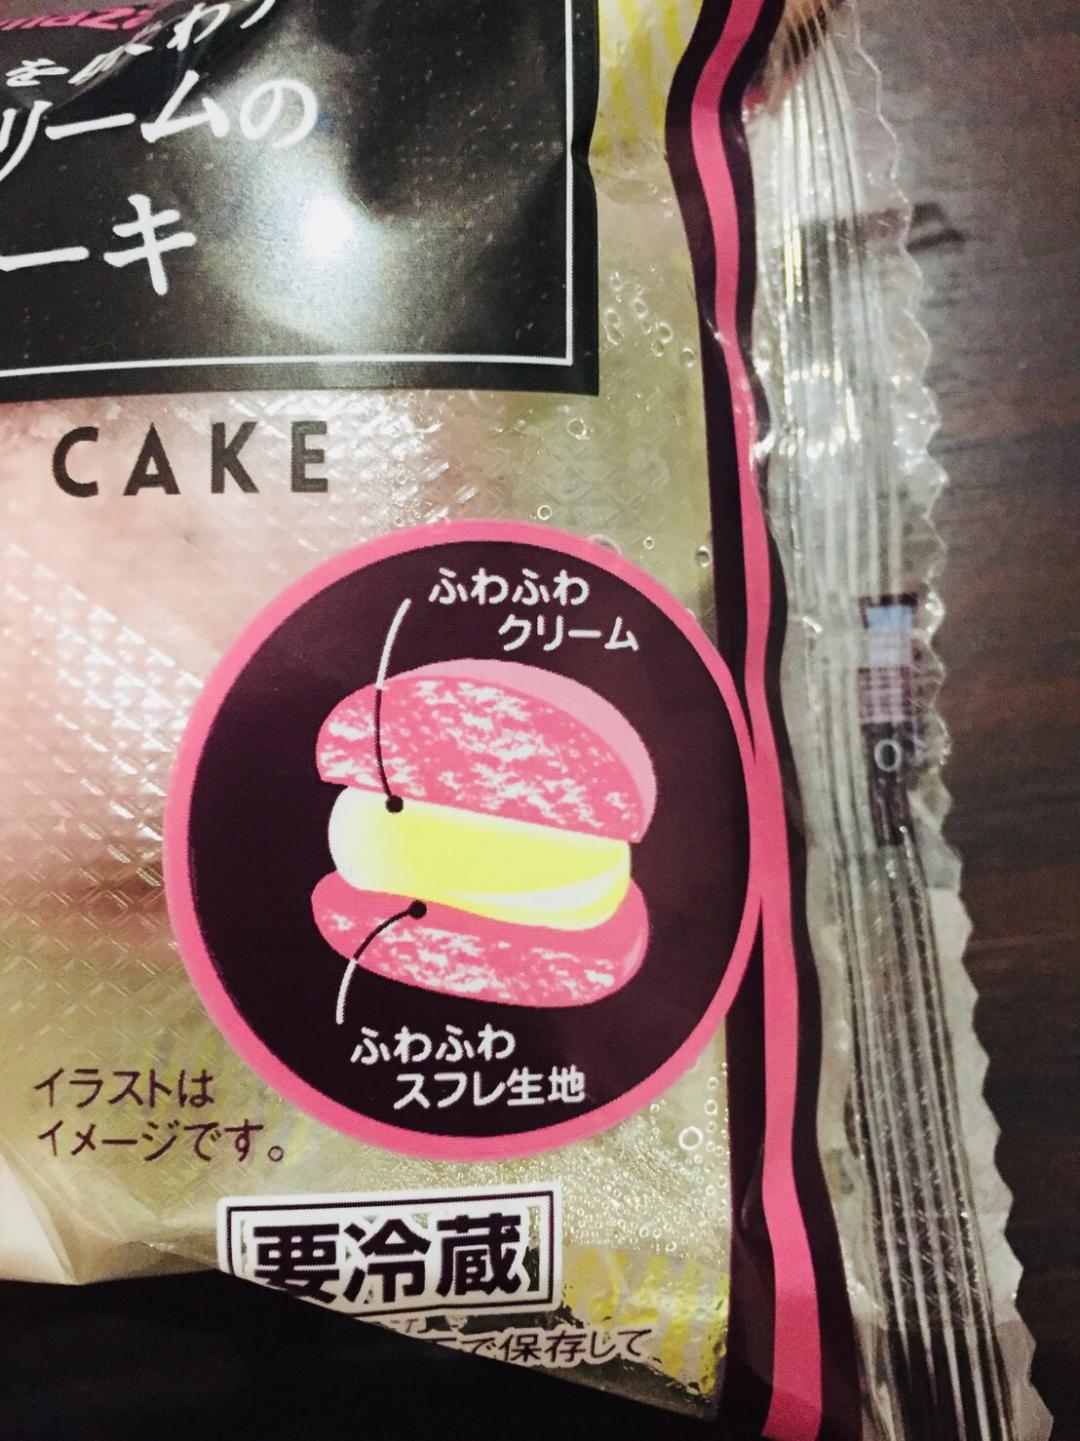 リームの
ーキ
CAKE
ふわふわ
クリーム
ふわふわ
スフレ生地
イラストは
イメージです。
要冷蔵
で保存して